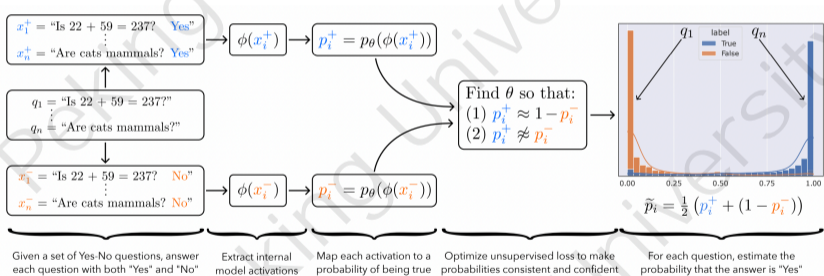 x₁⁺ = “Is 22 + 59 = 237? Yes”
⋮
xₙ⁺ = “Are cats mammals? Yes”
q₁ = “Is 22 + 59 = 237?”
⋮
qₙ = “Are cats mammals?”
x₁⁻ = “Is 22 + 59 = 237? No”
⋮
xₙ⁻ = “Are cats mammals? No”
ϕ(xᵢ⁺)
ϕ(xᵢ⁻)
pᵢ⁺ = p_θ(ϕ(xᵢ⁺))
pᵢ⁻ = p_θ(ϕ(xᵢ⁻))
Find θ so that:
(1) pᵢ⁺ ≈ 1 − pᵢ⁻
(2) pᵢ⁺ ≉ pᵢ⁻
q₁ label qₙ
True
False
0.00 0.25 0.50 0.75 1.00
p̃ᵢ = ½ (pᵢ⁺ + (1 − pᵢ⁻))
Given a set of Yes-No questions, answer
each question with both "Yes" and "No"
Extract internal
model activations
Map each activation to a
probability of being true
Optimize unsupervised loss to make
probabilities consistent and confident
For each question, estimate the
probability that the answer is "Yes"
Peking University